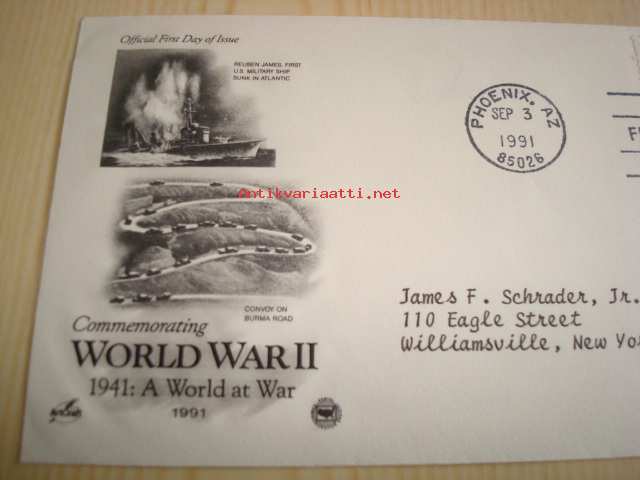 Official First Day of Issue
REUBEN JAMES, FIRST
U.S. MILITARY SHIP
SUNK IN ATLANTIC
PHOENIX, AZ
SEP 3
1991
85026
Antikvariaatti.net
CONVOY ON
BURMA ROAD
James F. Schrader, Jr.
110 Eagle Street
Williamsville, New York
Commemorating
WORLD WAR II
1941: A World at War
1991
Artcraft